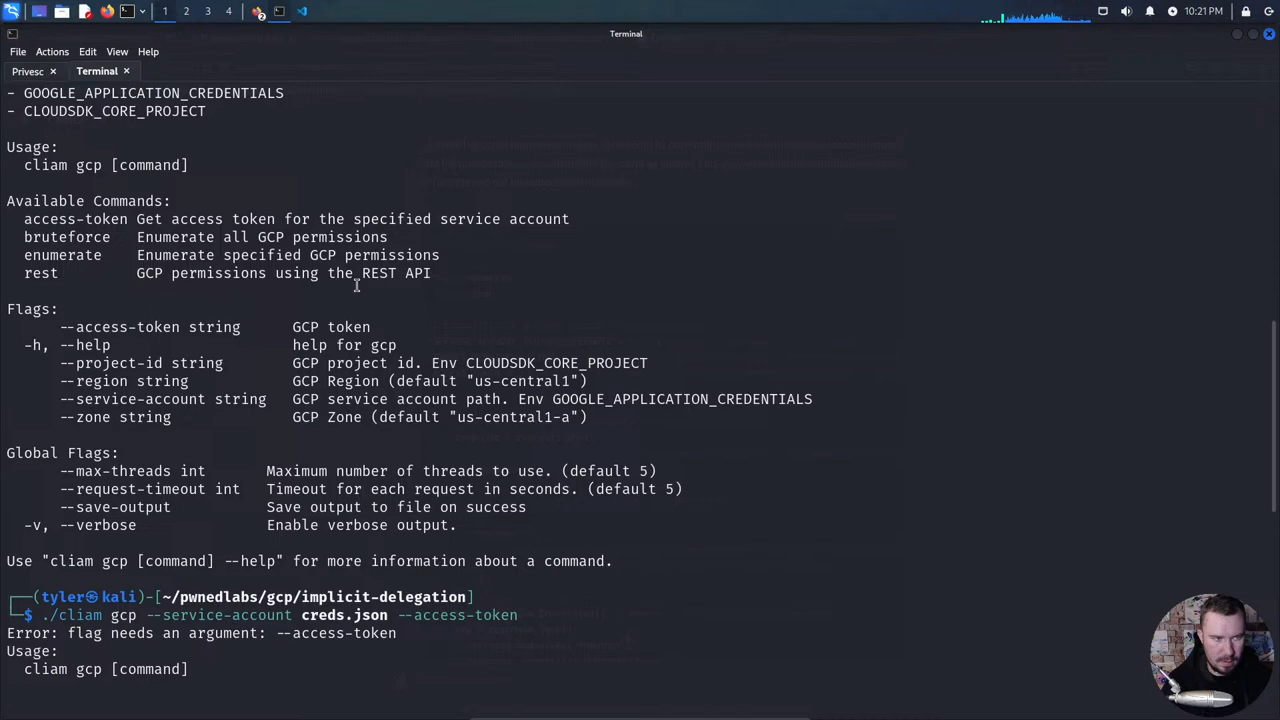 1 2 3 4 10:21 PM
Terminal
File Actions Edit View Help
Privesc Terminal
- GOOGLE_APPLICATION_CREDENTIALS
- CLOUDSDK_CORE_PROJECT
Usage:
cliam gcp [command]
Available Commands:
access-token Get access token for the specified service account
bruteforce Enumerate all GCP permissions
enumerate Enumerate specified GCP permissions
rest GCP permissions using the REST API
Flags:
--access-token string GCP token
-h, --help help for gcp
--project-id string GCP project id. Env CLOUDSDK_CORE_PROJECT
--region string GCP Region (default "us-central1")
--service-account string GCP service account path. Env GOOGLE_APPLICATION_CREDENTIALS
--zone string GCP Zone (default "us-central1-a")
Global Flags:
--max-threads int Maximum number of threads to use. (default 5)
--request-timeout int Timeout for each request in seconds. (default 5)
--save-output Save output to file on success
-v, --verbose Enable verbose output.
Use "cliam gcp [command] --help" for more information about a command.
(tyler㉿kali)-[~/pwnedlabs/gcp/implicit-delegation]
$ ./cliam gcp --service-account creds.json --access-token
Error: flag needs an argument: --access-token
Usage:
cliam gcp [command]